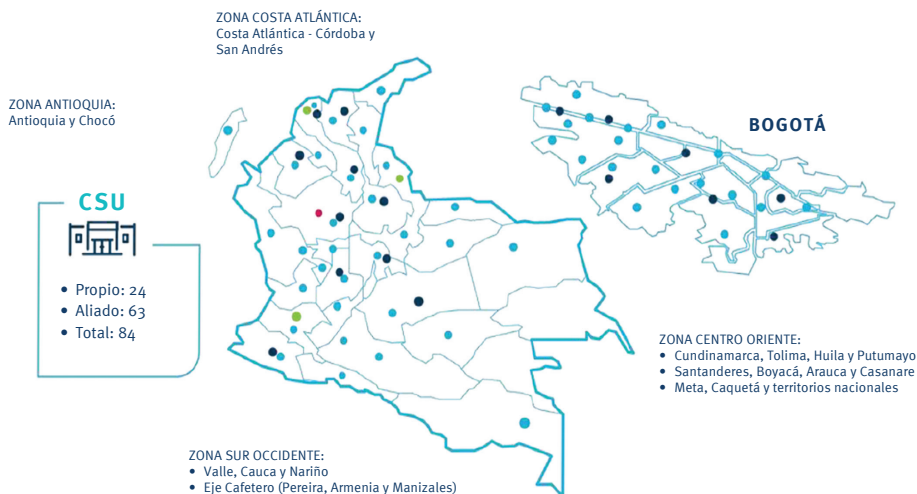 ZONA COSTA ATLÁNTICA:
Costa Atlántica - Córdoba y
San Andrés
ZONA ANTIOQUIA:
Antioquia y Chocó
BOGOTÁ
CSU
• Propio: 24
• Aliado: 63
• Total: 84
ZONA CENTRO ORIENTE:
• Cundinamarca, Tolima, Huila y Putumayo
• Santanderes, Boyacá, Arauca y Casanare
• Meta, Caquetá y territorios nacionales
ZONA SUR OCCIDENTE:
• Valle, Cauca y Nariño
• Eje Cafetero (Pereira, Armenia y Manizales)